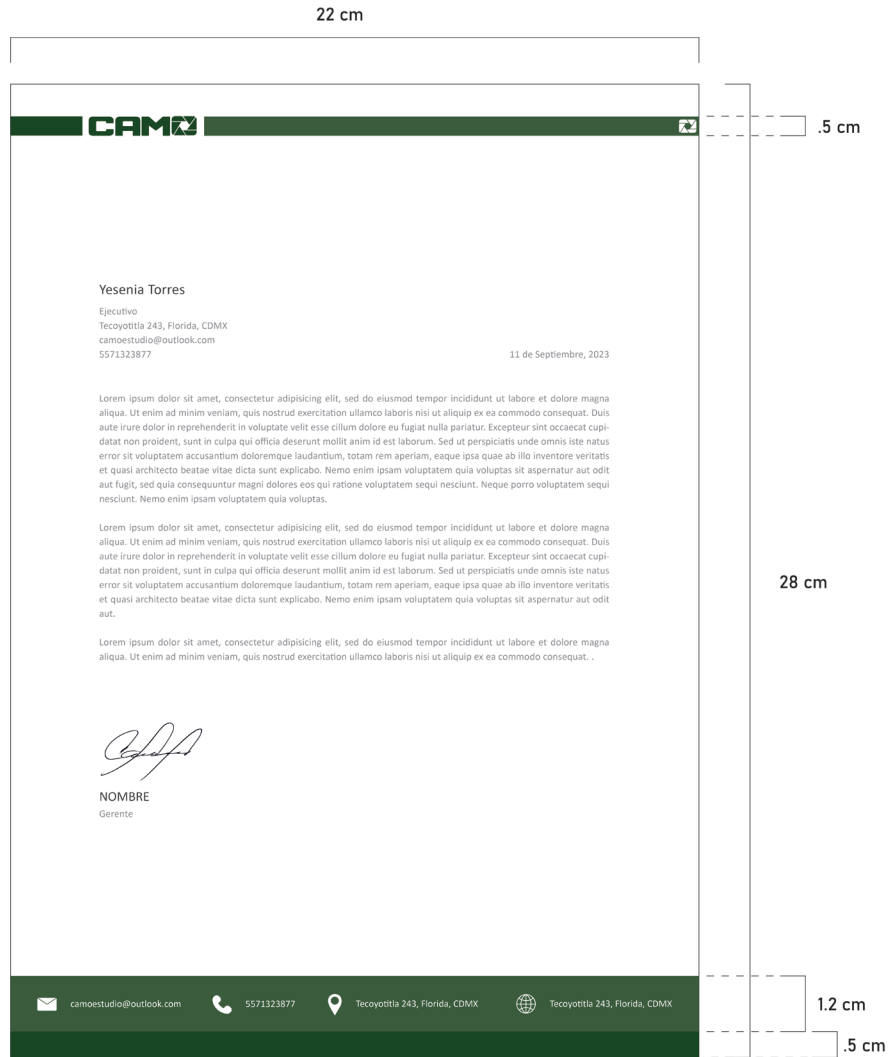 22 cm
CAMO
.5 cm
Yesenia Torres
Ejecutivo
Tecoyotitla 243, Florida, CDMX
camoestudio@outlook.com
5571323877
11 de Septiembre, 2023
Lorem ipsum dolor sit amet, consectetur adipisicing elit, sed do eiusmod tempor incididunt ut labore et dolore magna
aliqua. Ut enim ad minim veniam, quis nostrud exercitation ullamco laboris nisi ut aliquip ex ea commodo consequat. Duis
aute irure dolor in reprehenderit in voluptate velit esse cillum dolore eu fugiat nulla pariatur. Excepteur sint occaecat cupi-
datat non proident, sunt in culpa qui officia deserunt mollit anim id est laborum. Sed ut perspiciatis unde omnis iste natus
error sit voluptatem accusantium doloremque laudantium, totam rem aperiam, eaque ipsa quae ab illo inventore veritatis
et quasi architecto beatae vitae dicta sunt explicabo. Nemo enim ipsam voluptatem quia voluptas sit aspernatur aut odit
aut fugit, sed quia consequuntur magni dolores eos qui ratione voluptatem sequi nesciunt. Neque porro voluptatem sequi
nesciunt. Nemo enim ipsam voluptatem quia voluptas.
Lorem ipsum dolor sit amet, consectetur adipisicing elit, sed do eiusmod tempor incididunt ut labore et dolore magna
aliqua. Ut enim ad minim veniam, quis nostrud exercitation ullamco laboris nisi ut aliquip ex ea commodo consequat. Duis
aute irure dolor in reprehenderit in voluptate velit esse cillum dolore eu fugiat nulla pariatur. Excepteur sint occaecat cupi-
datat non proident, sunt in culpa qui officia deserunt mollit anim id est laborum. Sed ut perspiciatis unde omnis iste natus
error sit voluptatem accusantium doloremque laudantium, totam rem aperiam, eaque ipsa quae ab illo inventore veritatis
et quasi architecto beatae vitae dicta sunt explicabo. Nemo enim ipsam voluptatem quia voluptas sit aspernatur aut odit
aut.
28 cm
Lorem ipsum dolor sit amet, consectetur adipisicing elit, sed do eiusmod tempor incididunt ut labore et dolore magna
aliqua. Ut enim ad minim veniam, quis nostrud exercitation ullamco laboris nisi ut aliquip ex ea commodo consequat. .
NOMBRE
Gerente
camoestudio@outlook.com
5571323877
Tecoyotitla 243, Florida, CDMX
Tecoyotitla 243, Florida, CDMX
1.2 cm
.5 cm